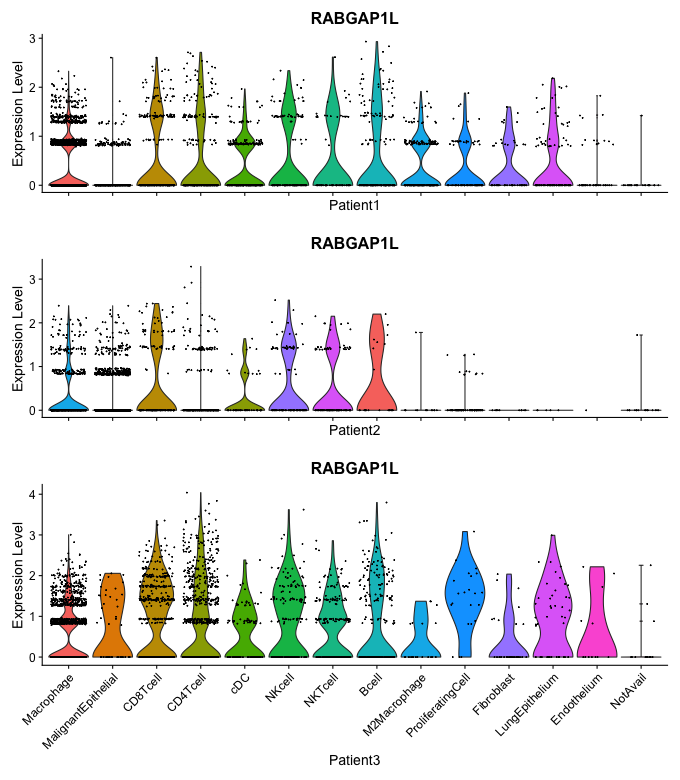 RABGAP1L
Expression Level
3
2
1
0
Patient1
RABGAP1L
Expression Level
3
2
1
0
Patient2
RABGAP1L
Expression Level
4
3
2
1
0
Macrophage
MalignantEpithelial
CD8Tcell
CD4Tcell
cDC
NKcell
NKTcell
Bcell
M2Macrophage
ProliferatingCell
Fibroblast
LungEpithelium
Endothelium
NotAvail
Patient3